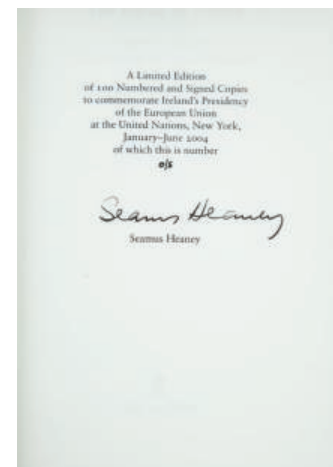 A Limited Edition
of 100 Numbered and Signed Copies
to commemorate Ireland's Presidency
of the European Union
at the United Nations, New York,
January–June 2004
of which this is number
o/s
Seamus Heaney
Seamus Heaney